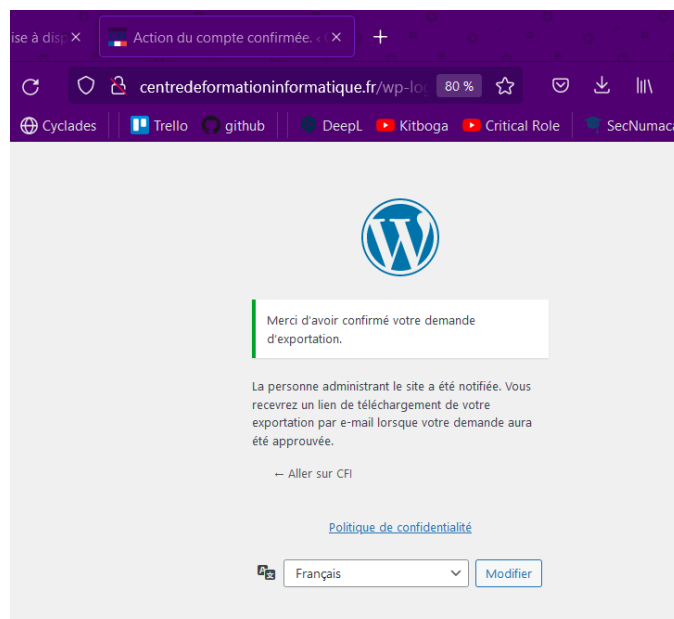 ise à disp
Action du compte confirmée. ‹ C
centredeformationinformatique.fr/wp-log
80 %
Cyclades
Trello
github
DeepL
Kitboga
Critical Role
SecNumaca
Merci d'avoir confirmé votre demande
d'exportation.
La personne administrant le site a été notifiée. Vous
recevrez un lien de téléchargement de votre
exportation par e-mail lorsque votre demande aura
été approuvée.
← Aller sur CFI
Politique de confidentialité
Français
Modifier